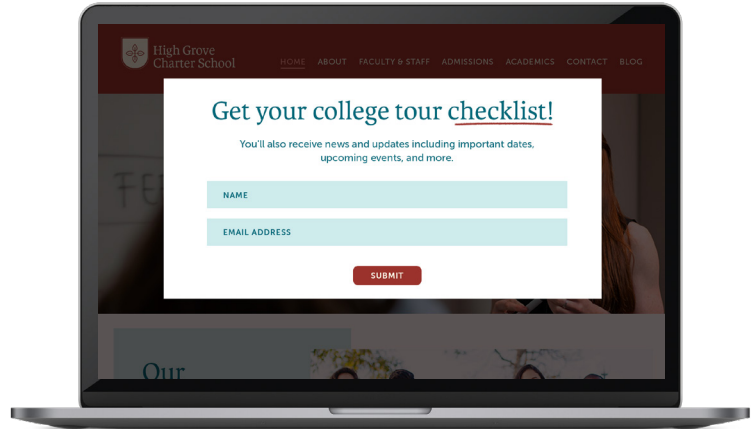 High Grove
Charter School
HOME ABOUT FACULTY & STAFF ADMISSIONS ACADEMICS CONTACT BLOG
Get your college tour checklist!
You'll also receive news and updates including important dates,
upcoming events, and more.
NAME
EMAIL ADDRESS
SUBMIT
Our